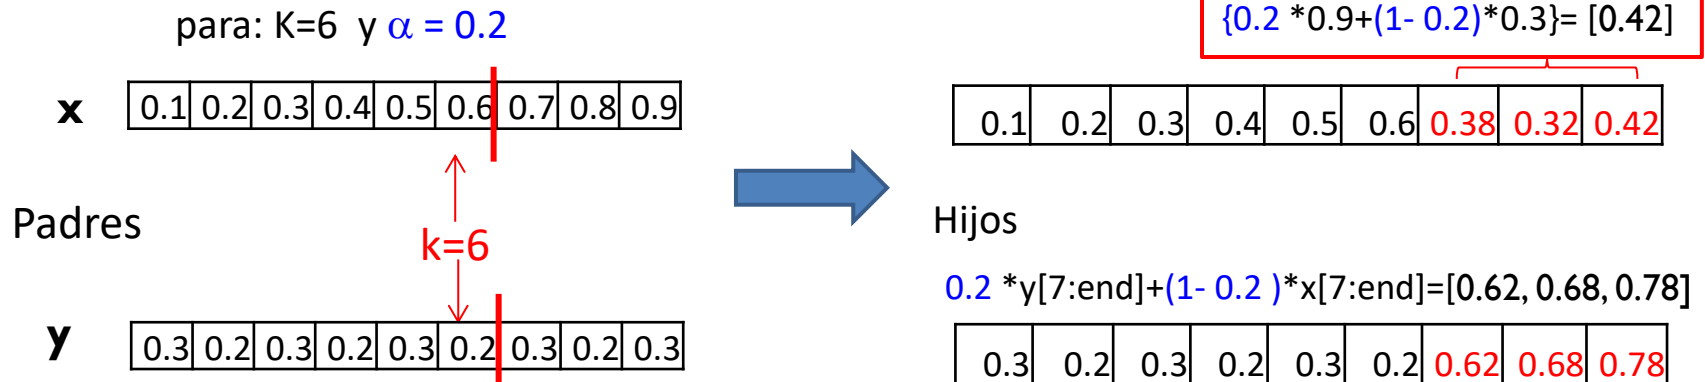 para: K=6 y α = 0.2
{0.2 *0.9+(1- 0.2)*0.3}= [0.42]
x 0.1 0.2 0.3 0.4 0.5 0.6 0.7 0.8 0.9
0.1 0.2 0.3 0.4 0.5 0.6 0.38 0.32 0.42
Padres
k=6
Hijos
0.2 *y[7:end]+(1- 0.2 )*x[7:end]=[0.62, 0.68, 0.78]
y 0.3 0.2 0.3 0.2 0.3 0.2 0.3 0.2 0.3
0.3 0.2 0.3 0.2 0.3 0.2 0.62 0.68 0.78